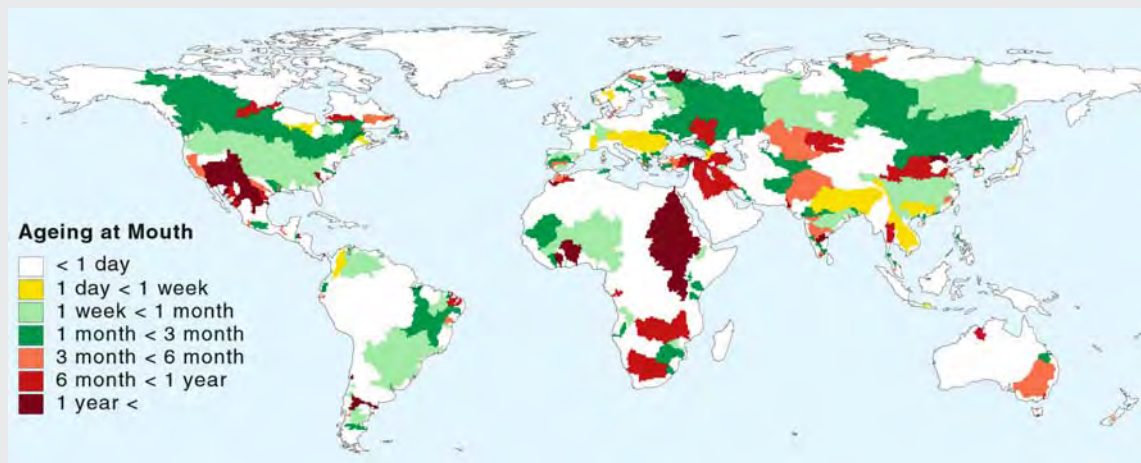 Ageing at Mouth
< 1 day
1 day < 1 week
1 week < 1 month
1 month < 3 month
3 month < 6 month
6 month < 1 year
1 year <